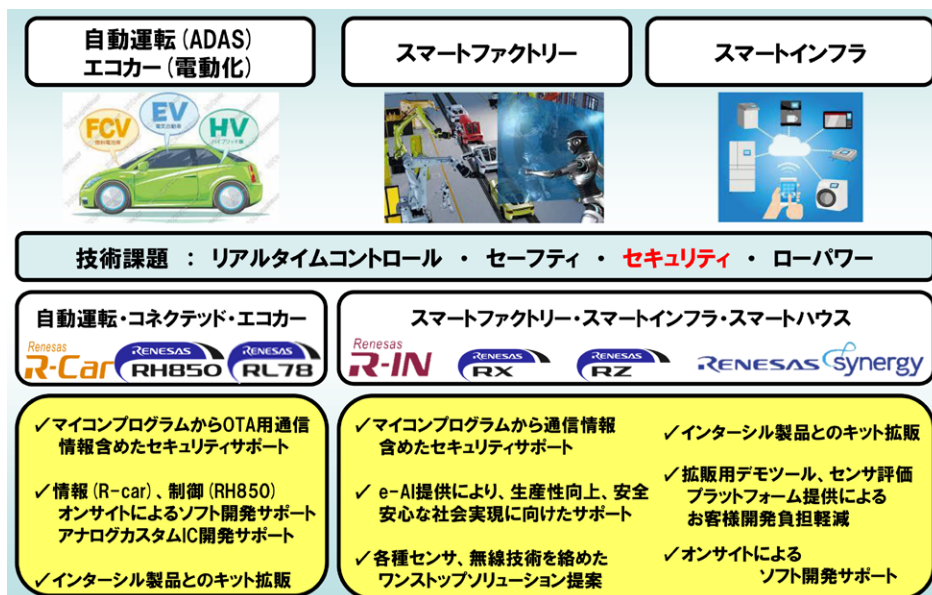 自動運転(ADAS)
エコカー(電動化)
スマートファクトリー
スマートインフラ
FCV
燃料電池車
EV
電気自動車
HV
ハイブリッド車
技術課題 : リアルタイムコントロール ・ セーフティ ・ セキュリティ ・ ローパワー
自動運転・コネクテッド・エコカー
Renesas
R-Car
RENESAS
RH850
RENESAS
RL78
スマートファクトリー・スマートインフラ・スマートハウス
Renesas
R-IN
RENESAS
RX
RENESAS
RZ
RENESAS synergy
✓マイコンプログラムからOTA用通信
情報含めたセキュリティサポート
✓情報(R-car)、制御(RH850)
オンサイトによるソフト開発サポート
アナログカスタムIC開発サポート
✓インターシル製品とのキット拡販
✓マイコンプログラムから通信情報
含めたセキュリティサポート
✓ e-AI提供により、生産性向上、安全
安心な社会実現に向けたサポート
✓各種センサ、無線技術を絡めた
ワンストップソリューション提案
✓インターシル製品とのキット拡販
✓拡販用デモツール、センサ評価
プラットフォーム提供による
お客様開発負担軽減
✓オンサイトによる
ソフト開発サポート